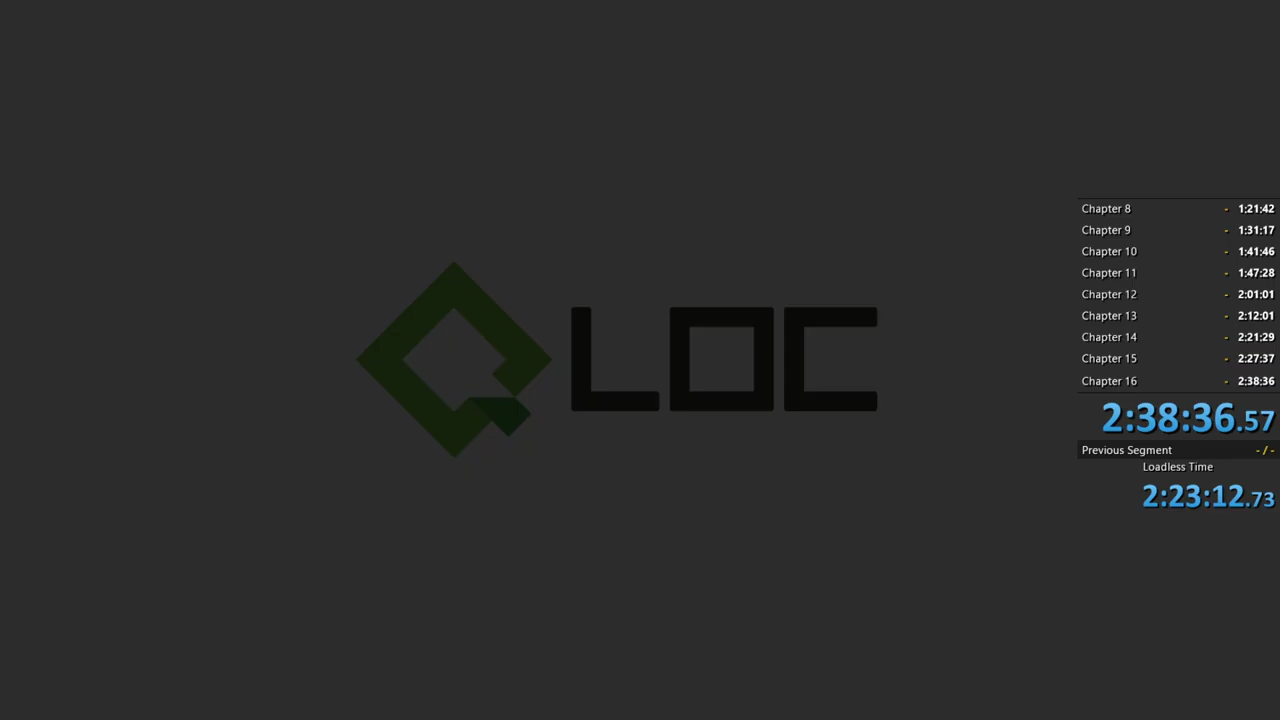 QLOC
Chapter 8 - 1:21:42
Chapter 9 - 1:31:17
Chapter 10 - 1:41:46
Chapter 11 - 1:47:28
Chapter 12 - 2:01:01
Chapter 13 - 2:12:01
Chapter 14 - 2:21:29
Chapter 15 - 2:27:37
Chapter 16 - 2:38:36
2:38:36.57
Previous Segment - / -
Loadless Time
2:23:12.73